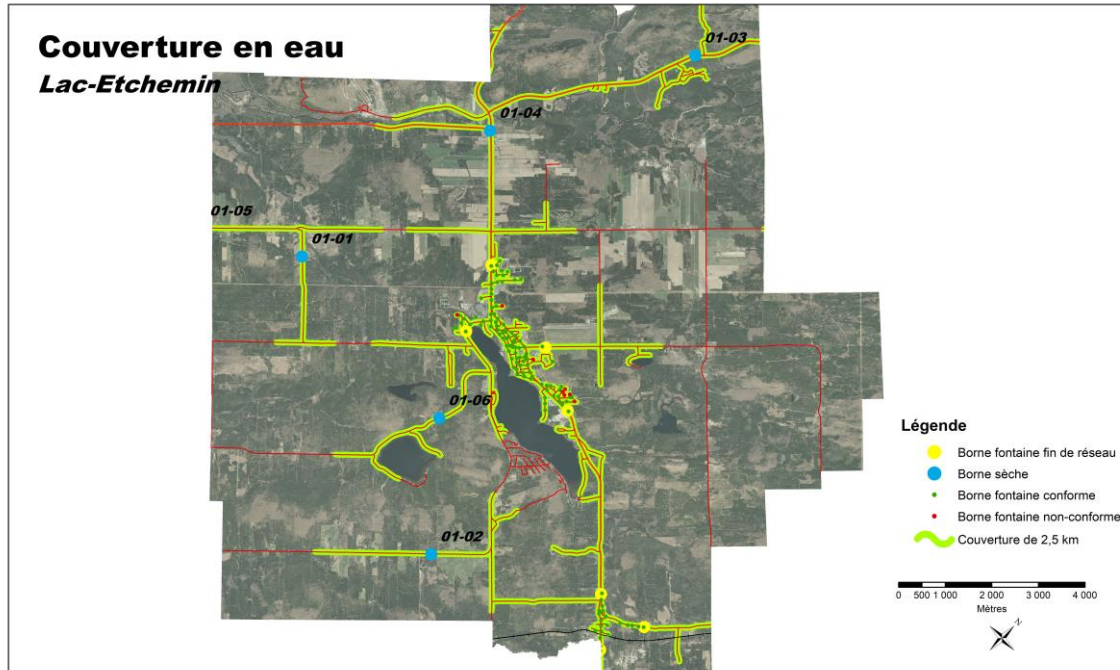 Couverture en eau
Lac-Etchemin
01-03
01-04
01-05
01-01
01-06
01-02
Légende
Borne fontaine fin de réseau
Borne sèche
Borne fontaine conforme
Borne fontaine non-conforme
Couverture de 2,5 km
0 500 1 000 2 000 3 000 4 000
Mètres
N